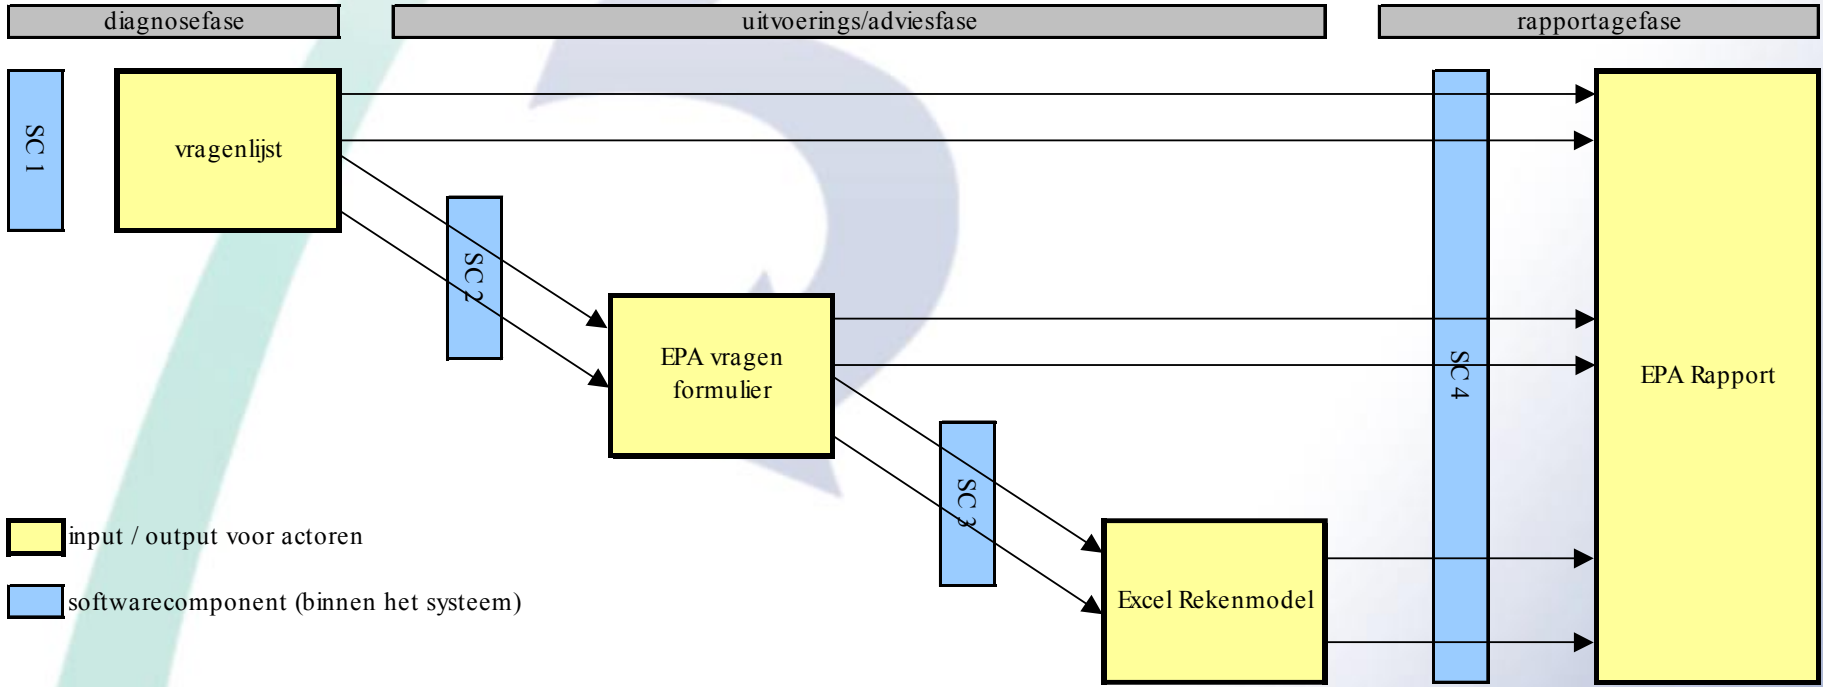 diagnosefase
uitvoerings/adviesfase
rapportagefase
SC 1
vragenlijst
SC 2
EPA vragen
formulier
SC 3
Excel Rekenmodel
SC 4
EPA Rapport
input / output voor actoren
softwarecomponent (binnen het systeem)